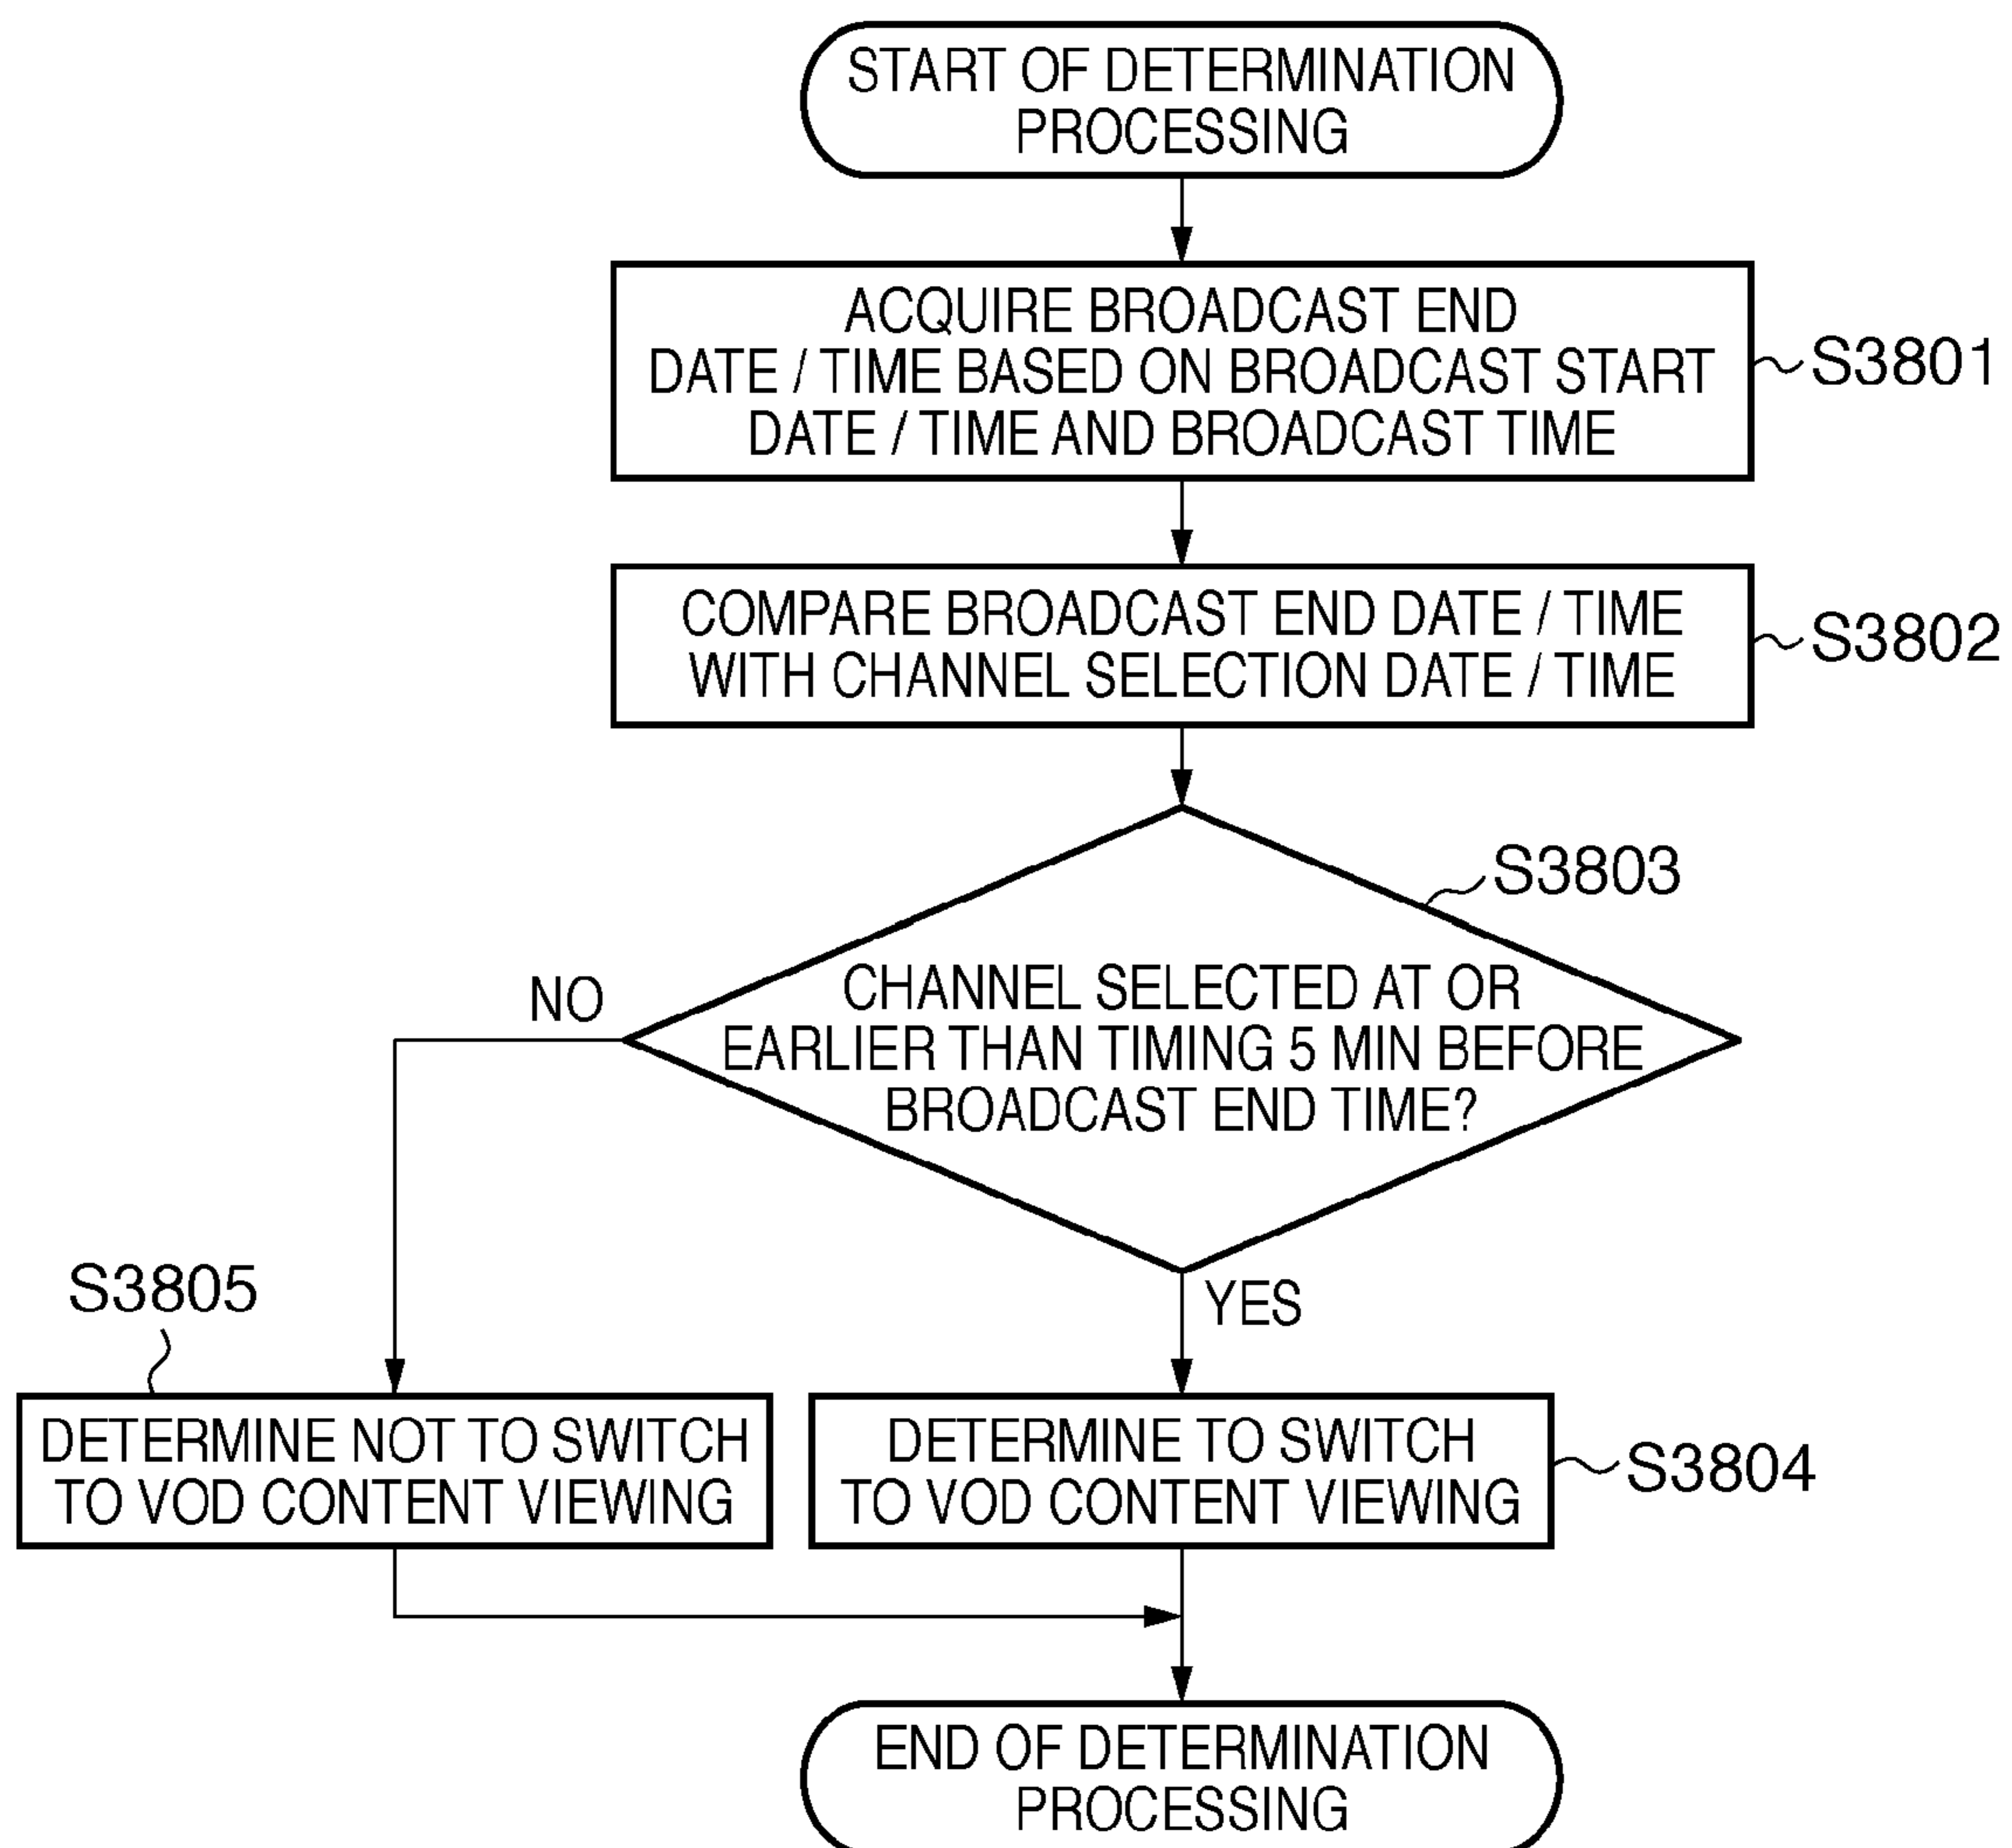 START OF DETERMINATION
PROCESSING
ACQUIRE BROADCAST END
DATE / TIME BASED ON BROADCAST START
DATE / TIME AND BROADCAST TIME
S3801
COMPARE BROADCAST END DATE / TIME
WITH CHANNEL SELECTION DATE / TIME
S3802
S3803
CHANNEL SELECTED AT OR
EARLIER THAN TIMING 5 MIN BEFORE
BROADCAST END TIME?
NO
YES
S3805
DETERMINE NOT TO SWITCH
TO VOD CONTENT VIEWING
DETERMINE TO SWITCH
TO VOD CONTENT VIEWING
S3804
END OF DETERMINATION
PROCESSING